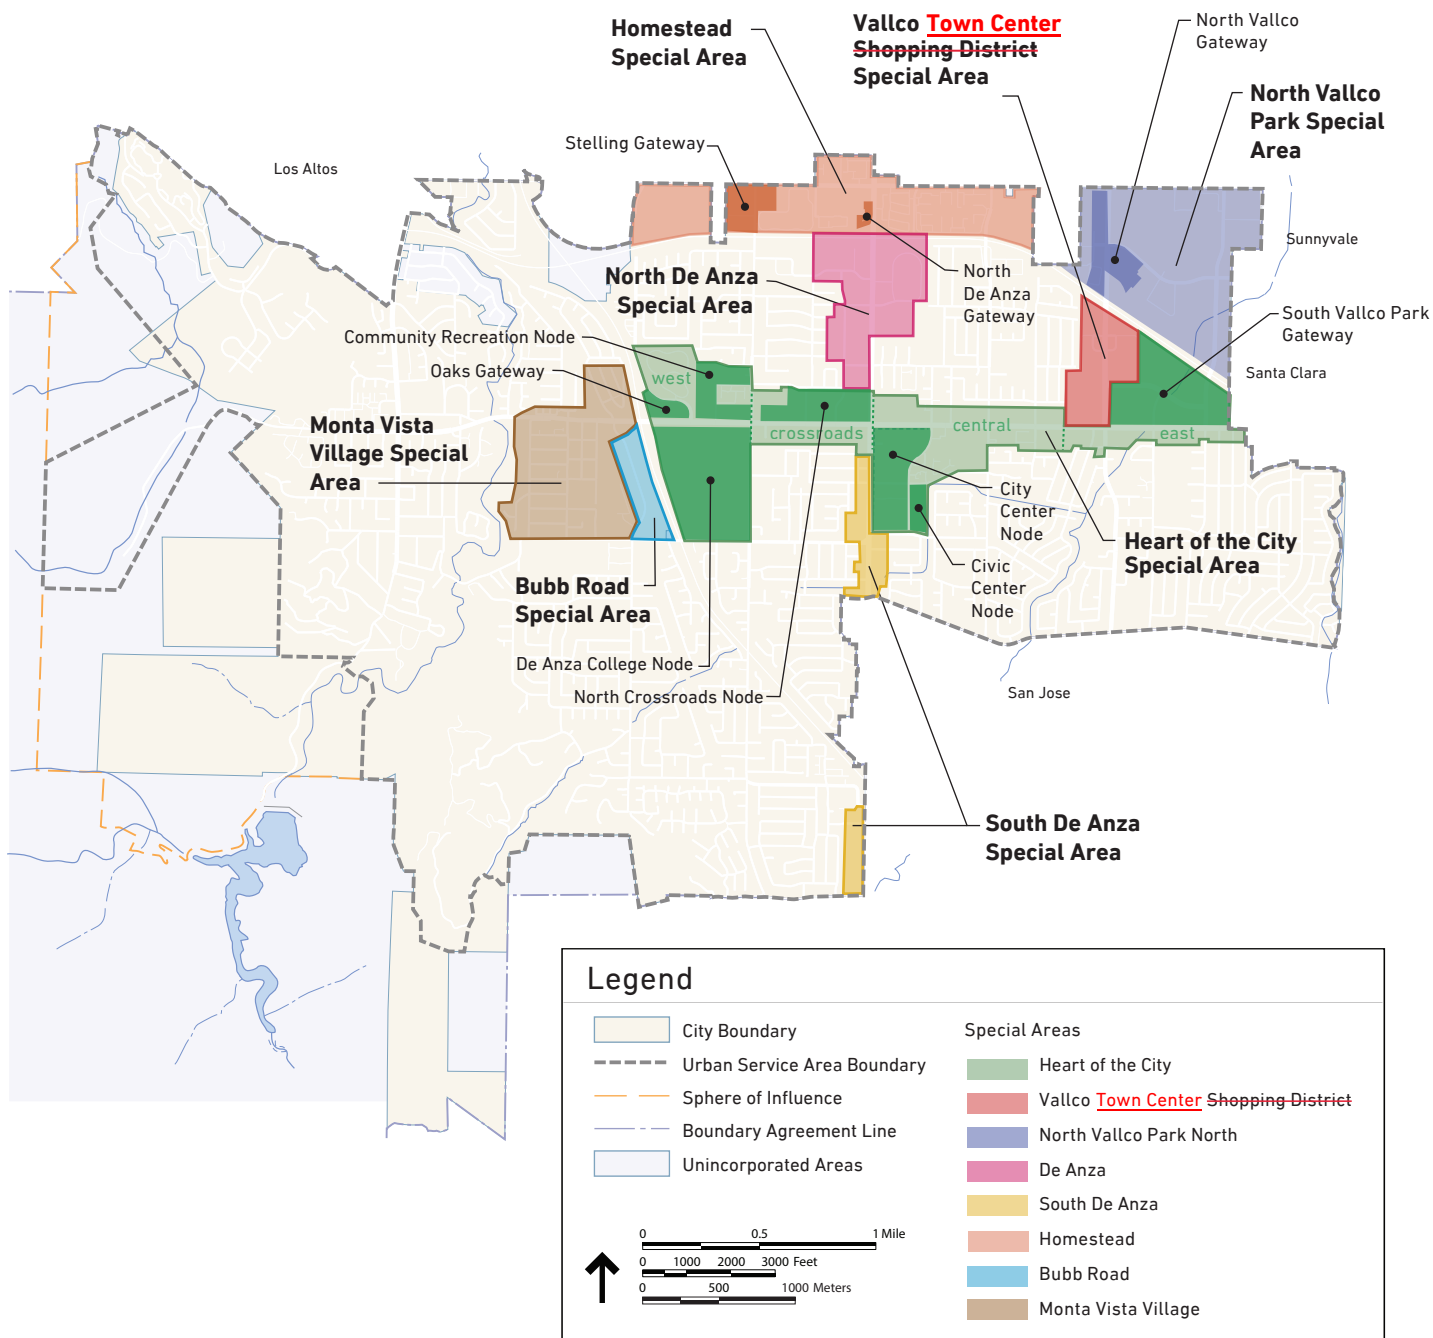 Homestead
Special Area
Vallco Town Center
Shopping District
Special Area
North Vallco
Gateway
North Vallco
Park Special
Area
Stelling Gateway
Los Altos
Sunnyvale
North De Anza
Special Area
North
De Anza
Gateway
South Vallco Park
Gateway
Community Recreation Node
Oaks Gateway
Santa Clara
west
crossroads
central
east
Monta Vista
Village Special
Area
City
Center
Node
Heart of the City
Special Area
Civic
Center
Node
Bubb Road
Special Area
De Anza College Node
North Crossroads Node
San Jose
South De Anza
Special Area
Legend
City Boundary
Urban Service Area Boundary
Sphere of Influence
Boundary Agreement Line
Unincorporated Areas
Special Areas
Heart of the City
Vallco Town Center Shopping District
North Vallco Park North
De Anza
South De Anza
Homestead
Bubb Road
Monta Vista Village
0 0.5 1 Mile
0 1000 2000 3000 Feet
0 500 1000 Meters